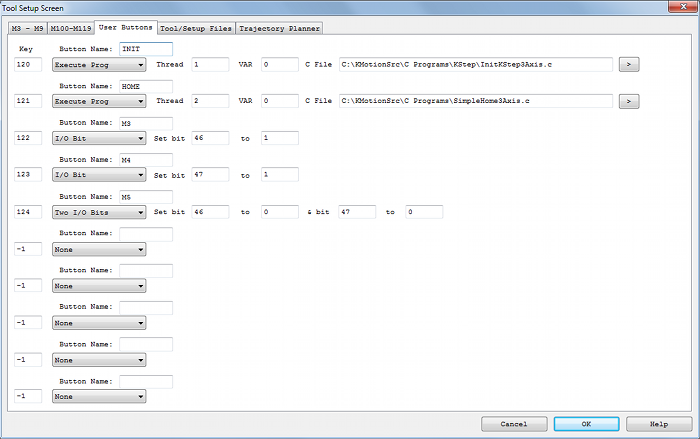 Tool Setup Screen
M3 - M9 M100-M119 User Buttons Tool/Setup Files Trajectory Planner
Key Button Name: INIT
120 Execute Prog Thread 1 VAR 0 C File C:\KMotionSrc\C Programs\KStep\InitKStep3Axis.c >
Button Name: HOME
121 Execute Prog Thread 2 VAR 0 C File C:\KMotionSrc\C Programs\SimpleHome3Axis.c >
Button Name: M3
122 I/O Bit Set bit 46 to 1
Button Name: M4
123 I/O Bit Set bit 47 to 1
Button Name: M5
124 Two I/O Bits Set bit 46 to 0 & bit 47 to 0
Button Name:
-1 None
Button Name:
-1 None
Button Name:
-1 None
Button Name:
-1 None
Button Name:
-1 None
Cancel OK Help